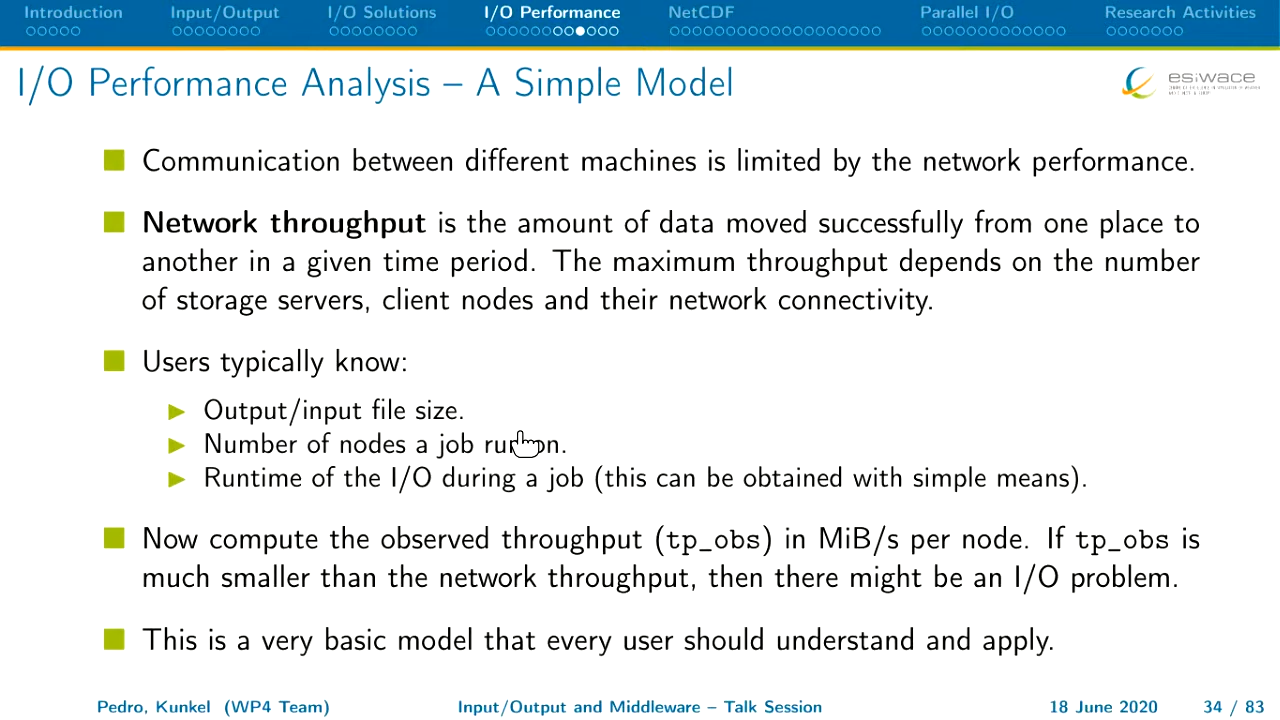 Introduction Input/Output I/O Solutions I/O Performance NetCDF Parallel I/O Research Activities
I/O Performance Analysis – A Simple Model
esiwace
Communication between different machines is limited by the network performance.
Network throughput is the amount of data moved successfully from one place to
another in a given time period. The maximum throughput depends on the number
of storage servers, client nodes and their network connectivity.
Users typically know:
Output/input file size.
Number of nodes a job run on.
Runtime of the I/O during a job (this can be obtained with simple means).
Now compute the observed throughput (tp_obs) in MiB/s per node. If tp_obs is
much smaller than the network throughput, then there might be an I/O problem.
This is a very basic model that every user should understand and apply.
Pedro, Kunkel (WP4 Team) Input/Output and Middleware – Talk Session 18 June 2020 34 / 83